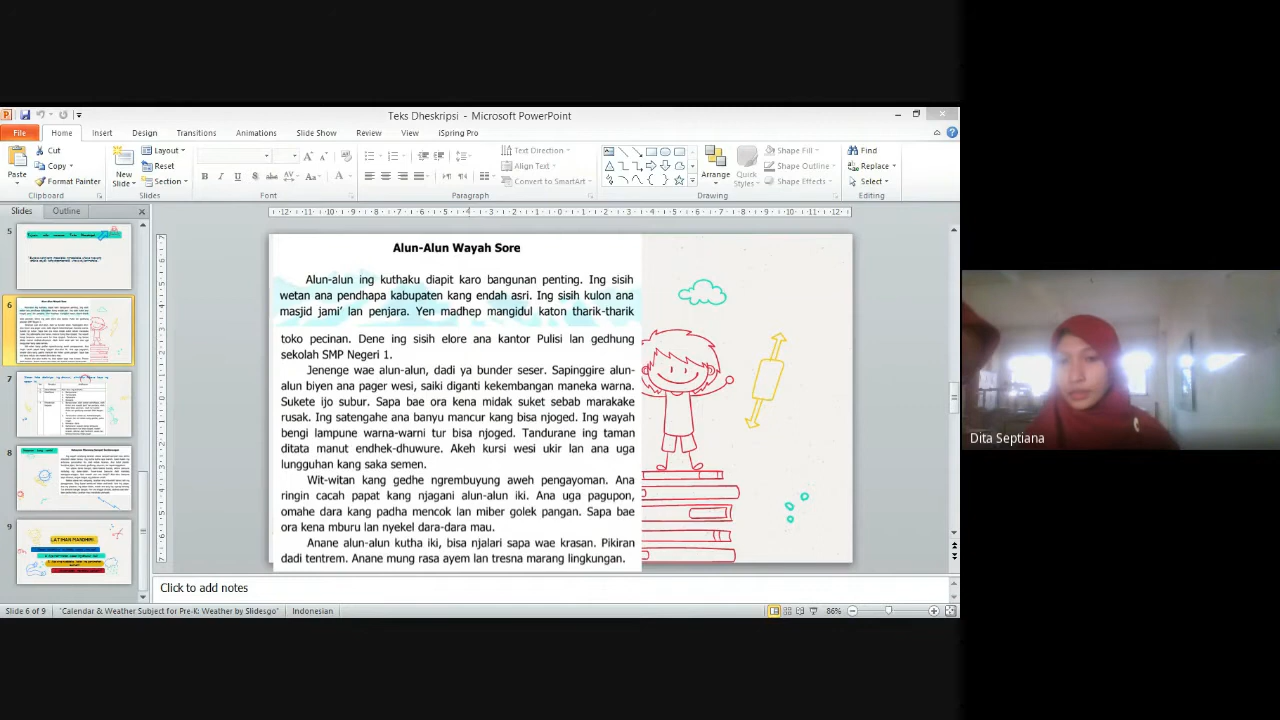 Teks Dheskripsi - Microsoft PowerPoint
File Home Insert Design Transitions Animations Slide Show Review View iSpring Pro
Paste Cut Copy Format Painter
Clipboard
New Slide Layout Reset Section
Slides
Font
Text Direction Align Text Convert to SmartArt
Paragraph
Arrange Quick Styles Shape Fill Shape Outline Shape Effects
Drawing
Find Replace Select
Editing
Slides Outline
5
6
7
8
9
LATIHAN MANDIRI
Alun-Alun Wayah Sore
Alun-alun ing kuthaku diapit karo bangunan penting. Ing sisih
wetan ana pendhapa kabupaten kang endah asri. Ing sisih kulon ana
masjid jami’ lan penjara. Yen madhep mangidul katon tharik-tharik
toko pecinan. Dene ing sisih elore ana kantor Pulisi lan gedhung
sekolah SMP Negeri 1.
Jenenge wae alun-alun, dadi ya bunder seser. Sapinggire alun-
alun biyen ana pager wesi, saiki diganti kekembangan maneka warna.
Sukete ijo subur. Sapa bae ora kena midak suket sebab marakake
rusak. Ing satengahe ana banyu mancur kang bisa njoged. Ing wayah
bengi lampune warna-warni tur bisa njoged. Tandurane ing taman
ditata manut endhek-dhuwure. Akeh kursi wesi ukir lan ana uga
lungguhan kang saka semen.
Wit-witan kang gedhe ngrembuyung aweh pengayoman. Ana
ringin cacah papat kang njagani alun-alun iki. Ana uga pagupon,
omahe dara kang padha mencok lan miber golek pangan. Sapa bae
ora kena mburu lan nyekel dara-dara mau.
Anane alun-alun kutha iki, bisa njalari sapa wae krasan. Pikiran
dadi tentrem. Anane mung rasa ayem lan tresna marang lingkungan.
Click to add notes
Slide 6 of 9 "Calendar & Weather Subject for Pre-K: Weather by Slidesgo" Indonesian 86%
Dita Septiana